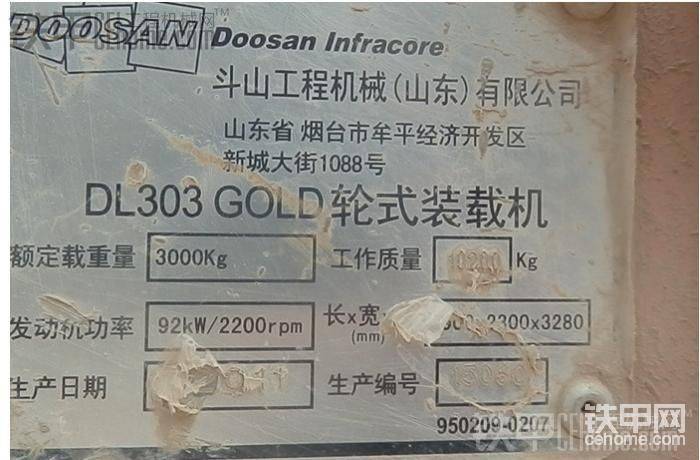 DOOSAN Doosan Infracore
斗山工程机械(山东)有限公司
山东省 烟台市牟平经济开发区
新城大街1088号
DL303 GOLD轮式装载机
额定载重量 3000Kg 工作质量 10200 Kg
发动机功率 92kW/2200rpm 长x宽 x2300x3280
(mm)
生产日期 生产编号
950209-0207
铁甲网
cehome.com